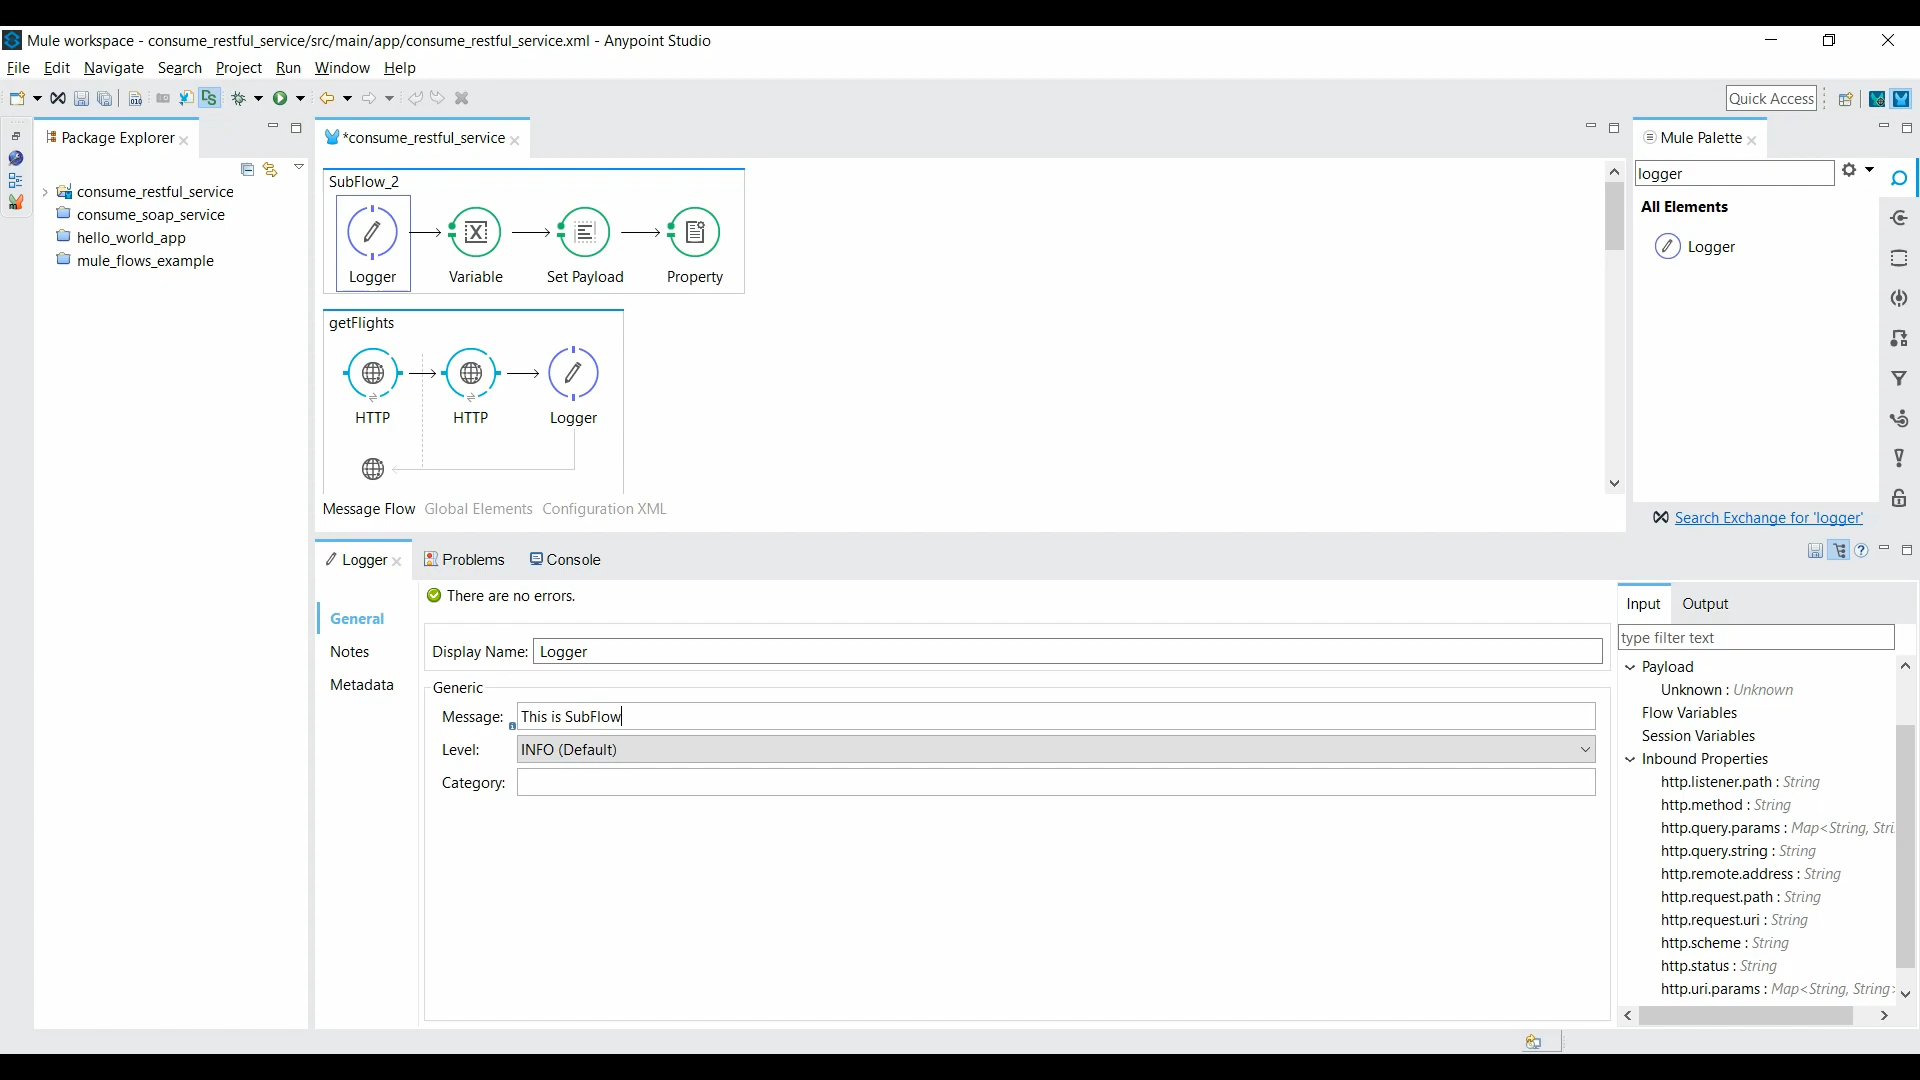 Mule workspace - consume_restful_service/src/main/app/consume_restful_service.xml - Anypoint Studio
File Edit Navigate Search Project Run Window Help
Quick Access
Package Explorer
*consume_restful_service
Mule Palette
consume_restful_service
consume_soap_service
hello_world_app
mule_flows_example
SubFlow_2
Logger Variable Set Payload Property
getFlights
HTTP HTTP Logger
Message Flow Global Elements Configuration XML
logger
All Elements
Logger
Search Exchange for 'logger'
Logger Problems Console
General
Notes
Metadata
There are no errors.
Display Name: Logger
Generic
Message: This is SubFlow
Level: INFO (Default)
Category:
Input Output
type filter text
Payload
Unknown : Unknown
Flow Variables
Session Variables
Inbound Properties
http.listener.path : String
http.method : String
http.query.params : Map<String, Stri
http.query.string : String
http.remote.address : String
http.request.path : String
http.request.uri : String
http.scheme : String
http.status : String
http.uri.params : Map<String, String>